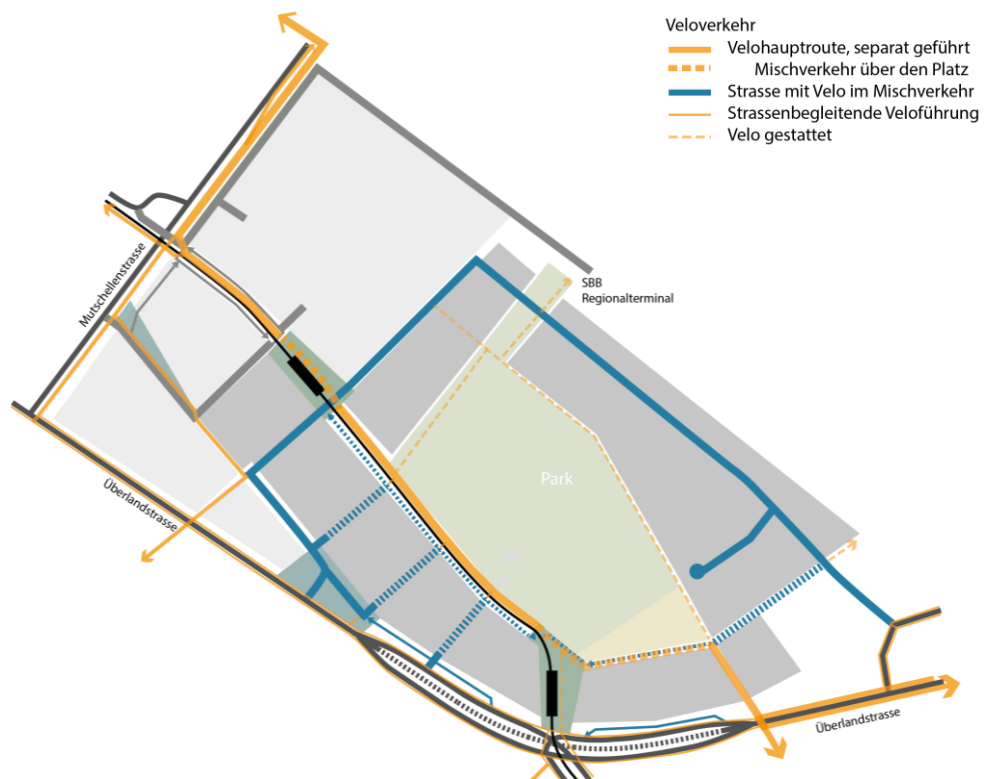 Veloverkehr
Velohauptroute, separat geführt
Mischverkehr über den Platz
Strasse mit Velo im Mischverkehr
Strassenbegleitende Veloführung
Velo gestattet
Mutschellenstrasse
SBB
Regionalterminal
Park
Überlandstrasse
Überlandstrasse